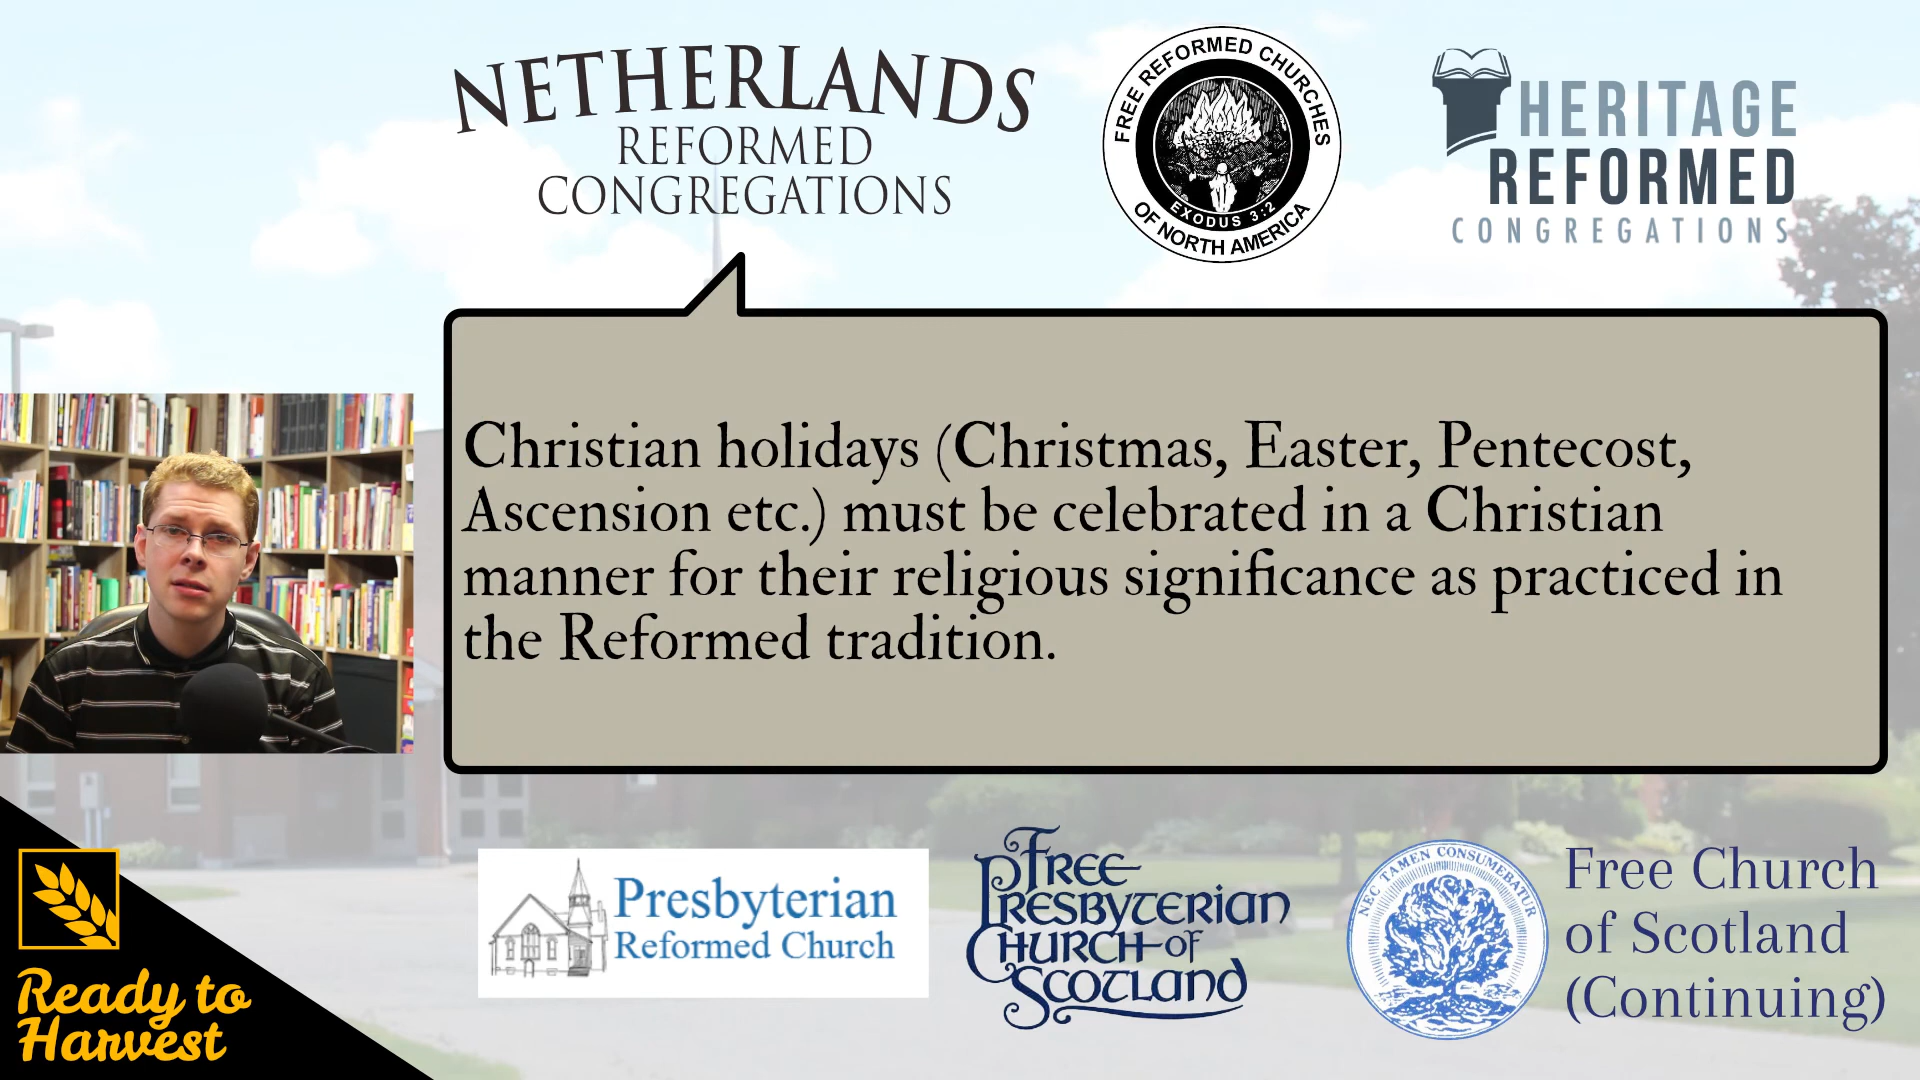 NETHERLANDS
REFORMED
CONGREGATIONS
FREE REFORMED CHURCHES
OF NORTH AMERICA
EXODUS 3:2
HERITAGE
REFORMED
CONGREGATIONS
Christian holidays (Christmas, Easter, Pentecost,
Ascension etc.) must be celebrated in a Christian
manner for their religious significance as practiced in
the Reformed tradition.
Presbyterian
Reformed Church
FREE
PRESBYTERIAN
CHURCH OF
SCOTLAND
NEC TAMEN CONSUMEBATUR
Free Church
of Scotland
(Continuing)
Ready to
Harvest